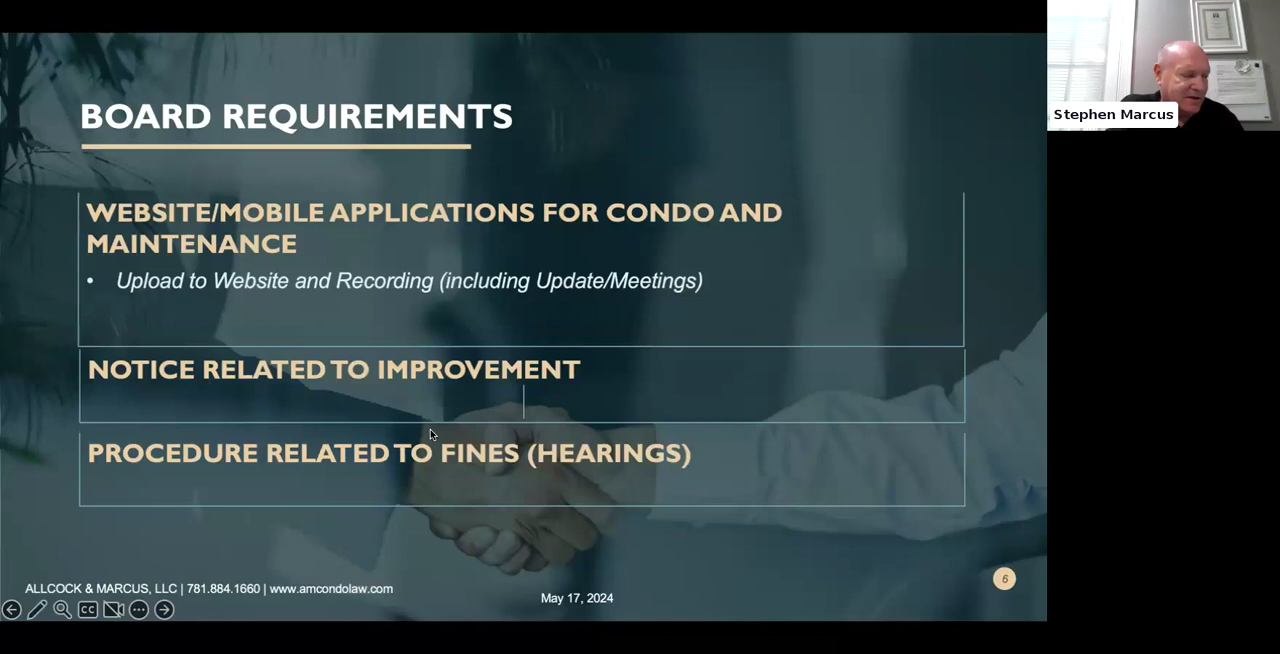 BOARD REQUIREMENTS
WEBSITE/MOBILE APPLICATIONS FOR CONDO AND
MAINTENANCE
• Upload to Website and Recording (including Update/Meetings)
NOTICE RELATED TO IMPROVEMENT
PROCEDURE RELATED TO FINES (HEARINGS)
ALLCOCK & MARCUS, LLC | 781.884.1660 | www.amcondolaw.com
May 17, 2024
6
CC
Stephen Marcus